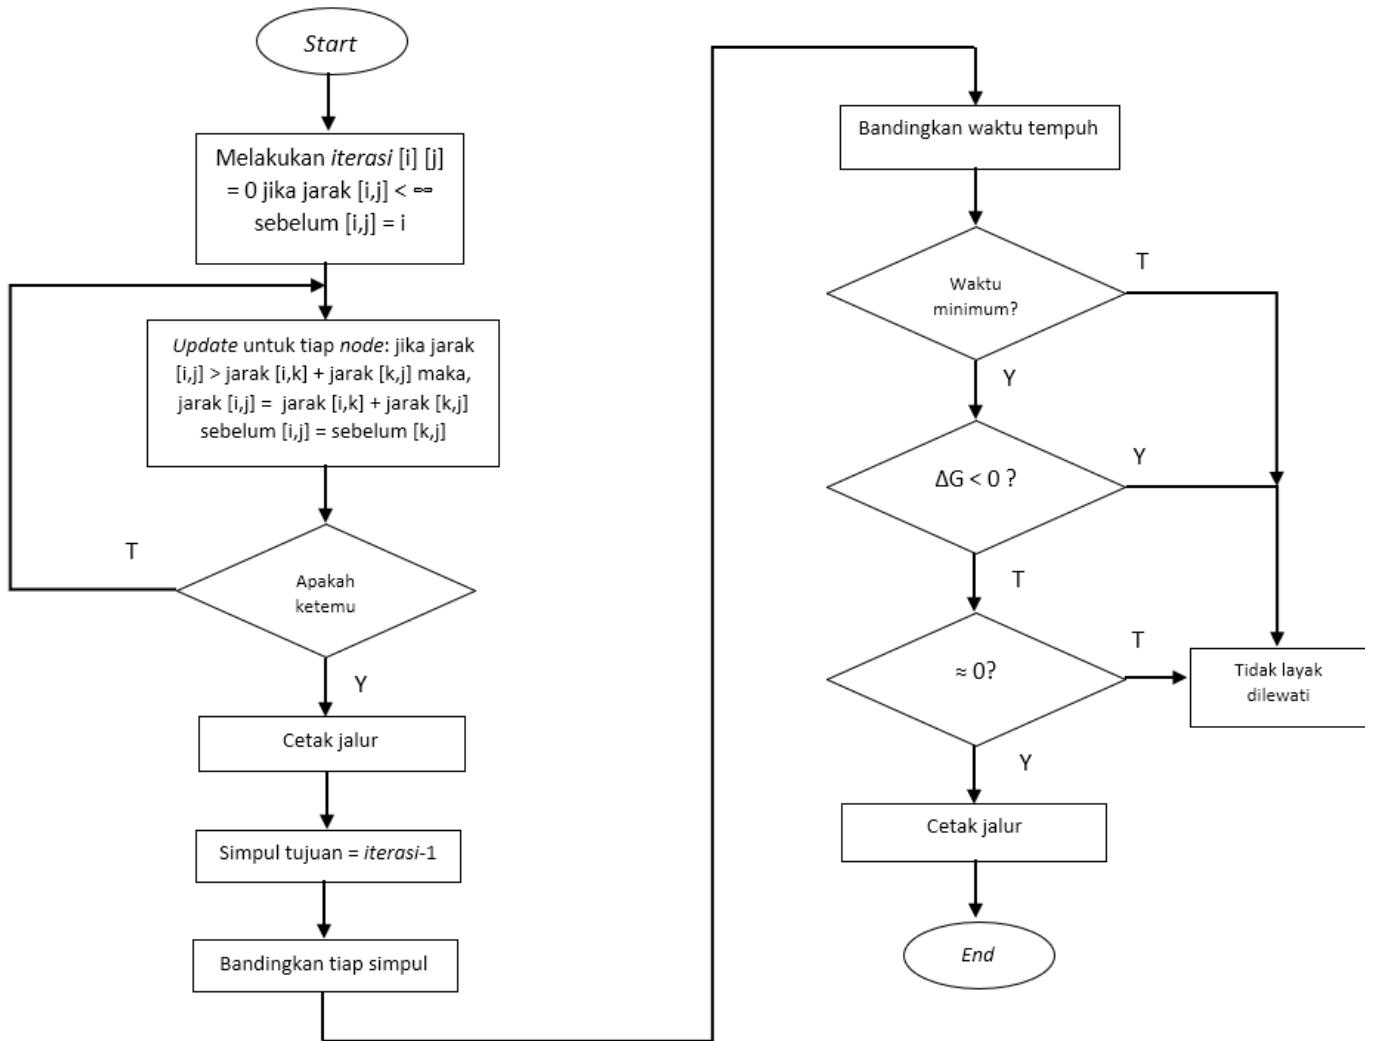 Start
Melakukan iterasi [i] [j]
= 0 jika jarak [i,j] < ∞
sebelum [i,j] = i
Update untuk tiap node: jika jarak
[i,j] > jarak [i,k] + jarak [k,j] maka,
jarak [i,j] = jarak [i,k] + jarak [k,j]
sebelum [i,j] = sebelum [k,j]
T
Apakah
ketemu
Y
Cetak jalur
Simpul tujuan = iterasi-1
Bandingkan tiap simpul
Bandingkan waktu tempuh
T
Waktu
minimum?
Y
Y
ΔG < 0 ?
T
T
≈ 0?
Tidak layak
dilewati
Y
Cetak jalur
End